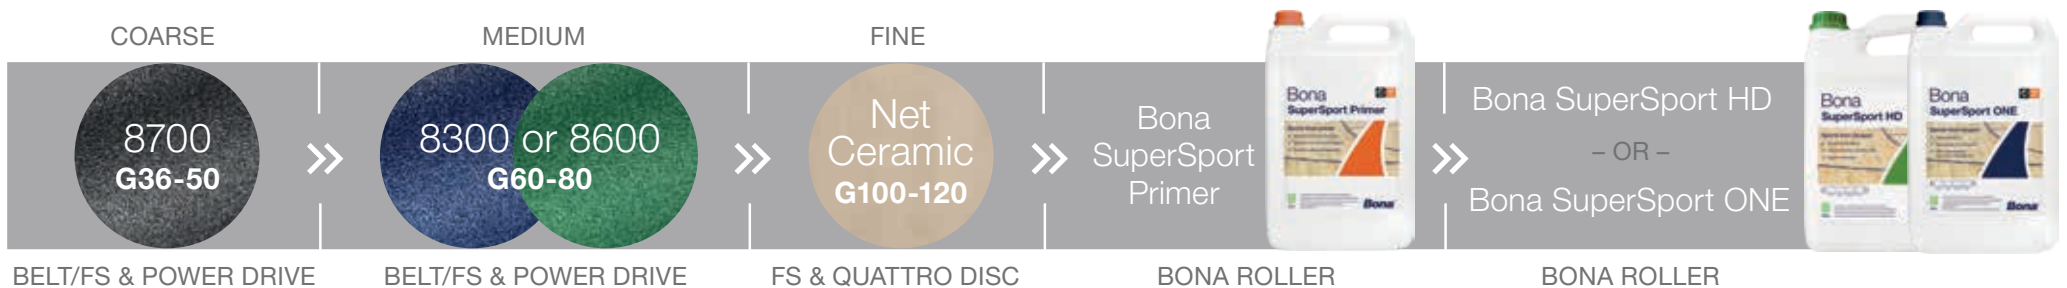 COARSE
MEDIUM
FINE
8700
G36-50
8300 or 8600
G60-80
Net
Ceramic
G100-120
Bona
SuperSport
Primer
Bona
SuperSport Primer
Bona
Bona SuperSport HD
– OR –
Bona SuperSport ONE
Bona
SuperSport HD
Bona
SuperSport ONE
Bona
BELT/FS & POWER DRIVE
BELT/FS & POWER DRIVE
FS & QUATTRO DISC
BONA ROLLER
BONA ROLLER